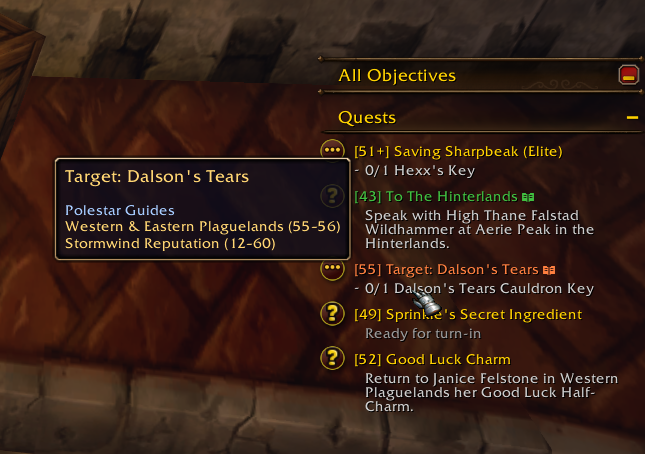 All Objectives
Quests
[51+] Saving Sharpbeak (Elite)
- 0/1 Hexx's Key
Target: Dalson's Tears
Polestar Guides
Western & Eastern Plaguelands (55-56)
Stormwind Reputation (12-60)
?
[43] To The Hinterlands
Speak with High Thane Falstad
Wildhammer at Aerie Peak in the
Hinterlands.
[55] Target: Dalson's Tears
- 0/1 Dalson's Tears Cauldron Key
?
[49] Sprinkle's Secret Ingredient
Ready for turn-in
?
[52] Good Luck Charm
Return to Janice Felstone in Western
Plaguelands her Good Luck Half-
Charm.